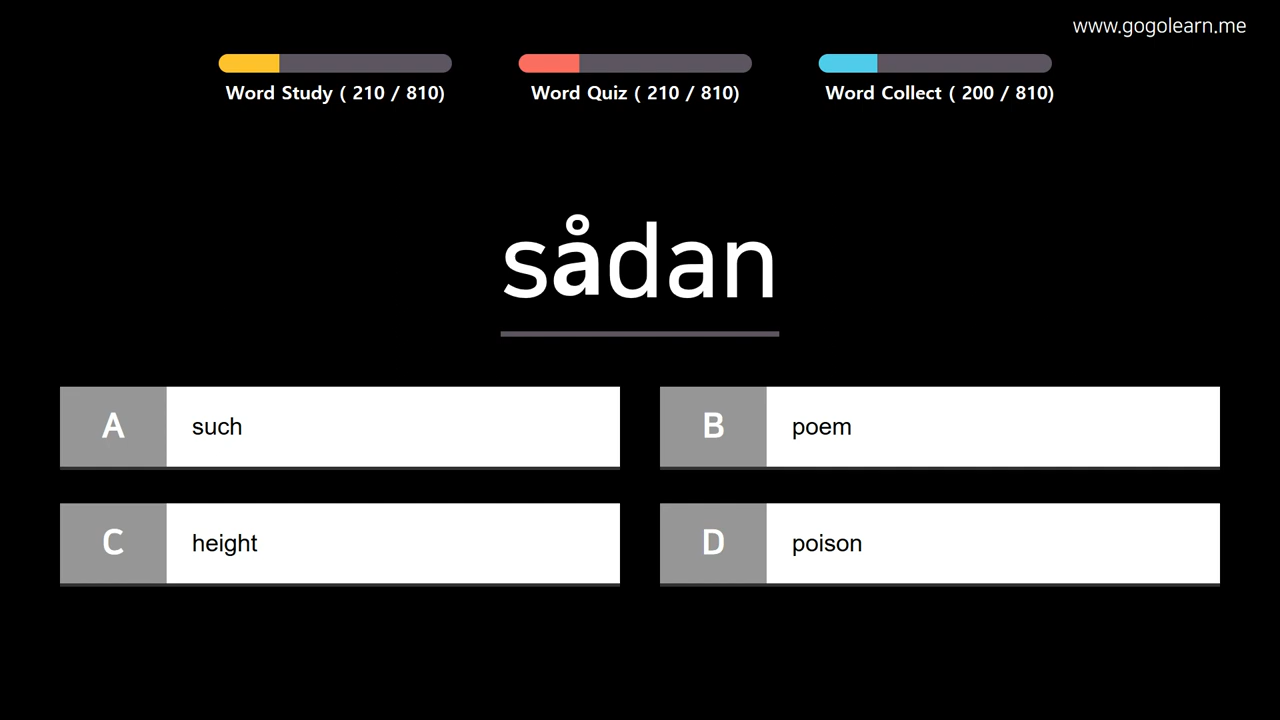 www.gogolearn.me
Word Study ( 210 / 810)
Word Quiz ( 210 / 810)
Word Collect ( 200 / 810)
sådan
A such
B poem
C height
D poison